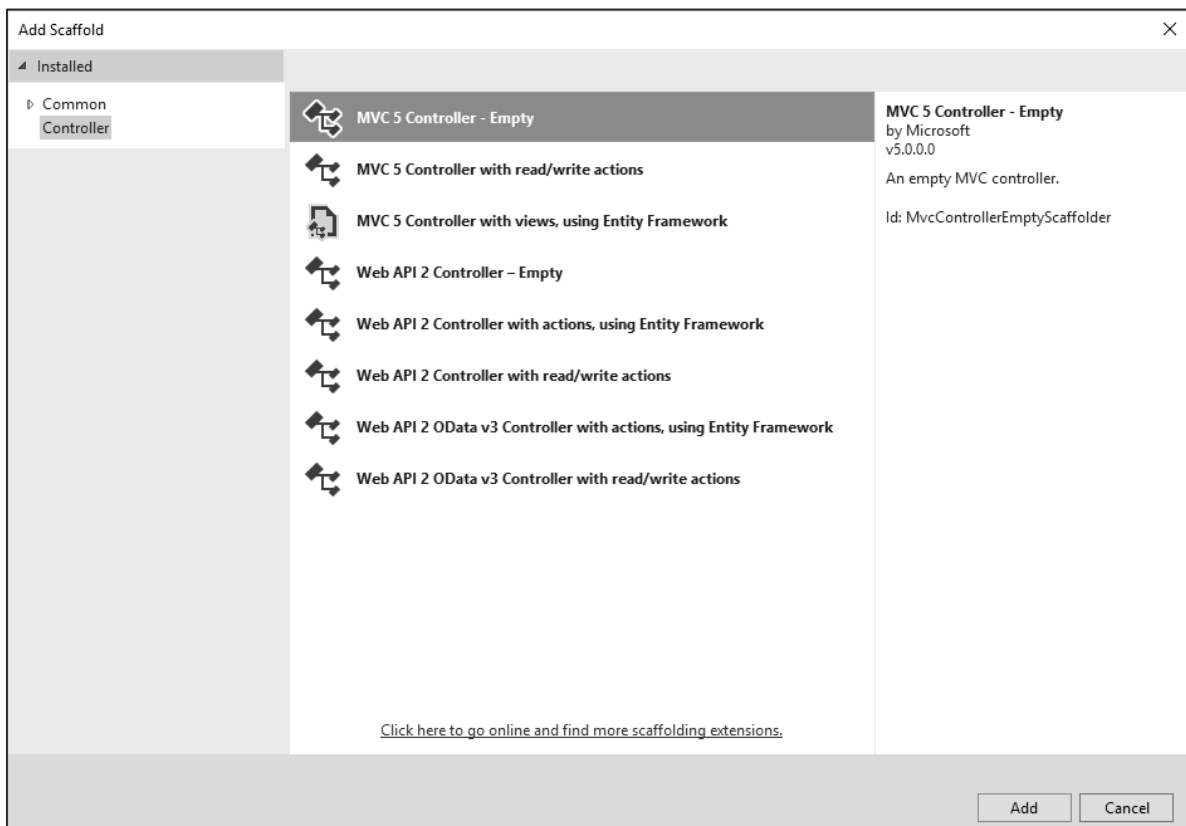 Add Scaffold
Installed
Common
Controller
MVC 5 Controller - Empty
MVC 5 Controller with read/write actions
MVC 5 Controller with views, using Entity Framework
Web API 2 Controller – Empty
Web API 2 Controller with actions, using Entity Framework
Web API 2 Controller with read/write actions
Web API 2 OData v3 Controller with actions, using Entity Framework
Web API 2 OData v3 Controller with read/write actions
Click here to go online and find more scaffolding extensions.
MVC 5 Controller - Empty
by Microsoft
v5.0.0.0
An empty MVC controller.
Id: MvcControllerEmptyScaffolder
Add
Cancel